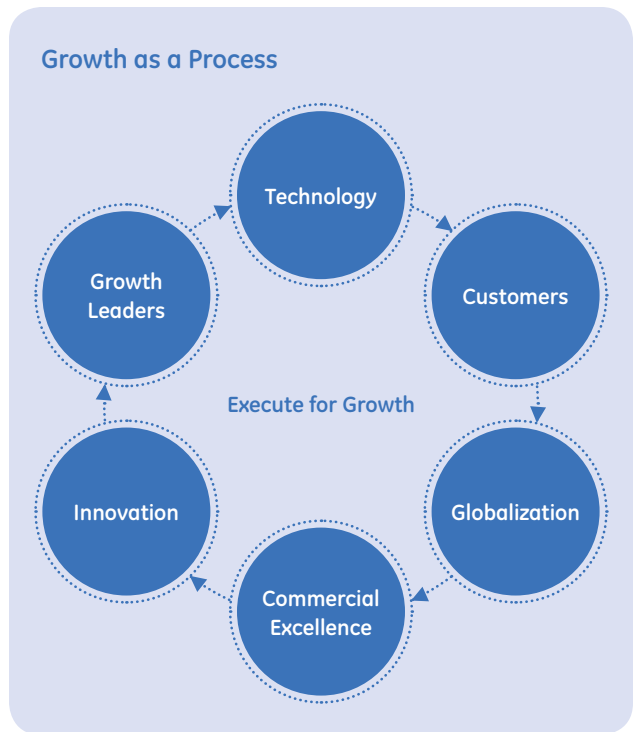 Growth as a Process
Technology
Customers
Globalization
Commercial
Excellence
Innovation
Growth
Leaders
Execute for Growth